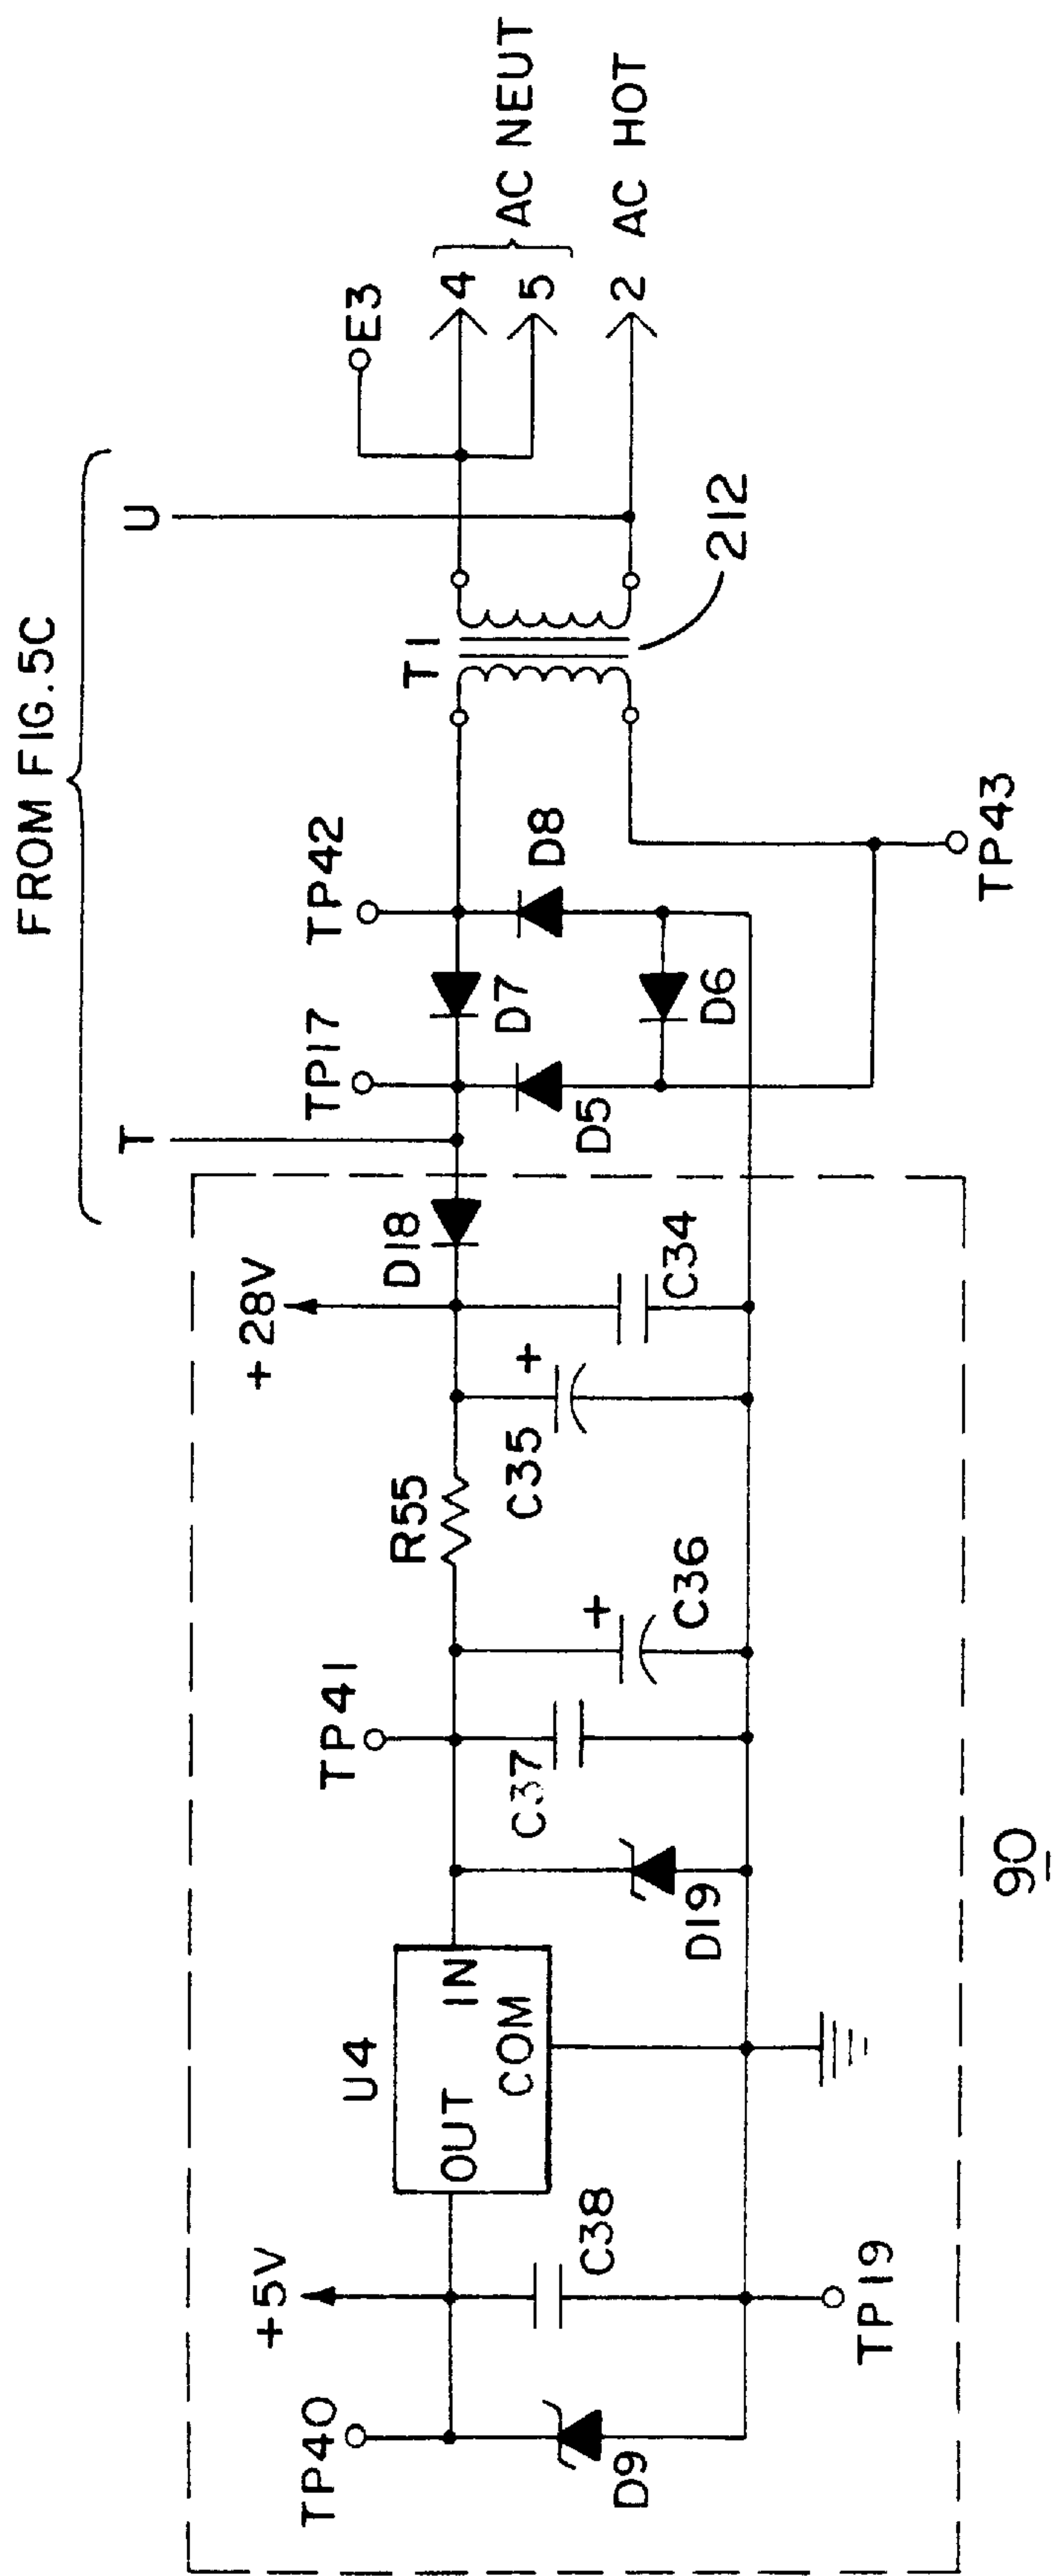 FROM FIG. 5C
T
U
TP40
+5V
U4
OUT
IN
COM
TP41
R55
+28V
D18
TP17
TP42
T1
E3
4
5
AC NEUT
2
AC HOT
D9
C38
D19
C37
C36
C35
C34
D5
D7
D8
D6
212
TP19
TP43
90